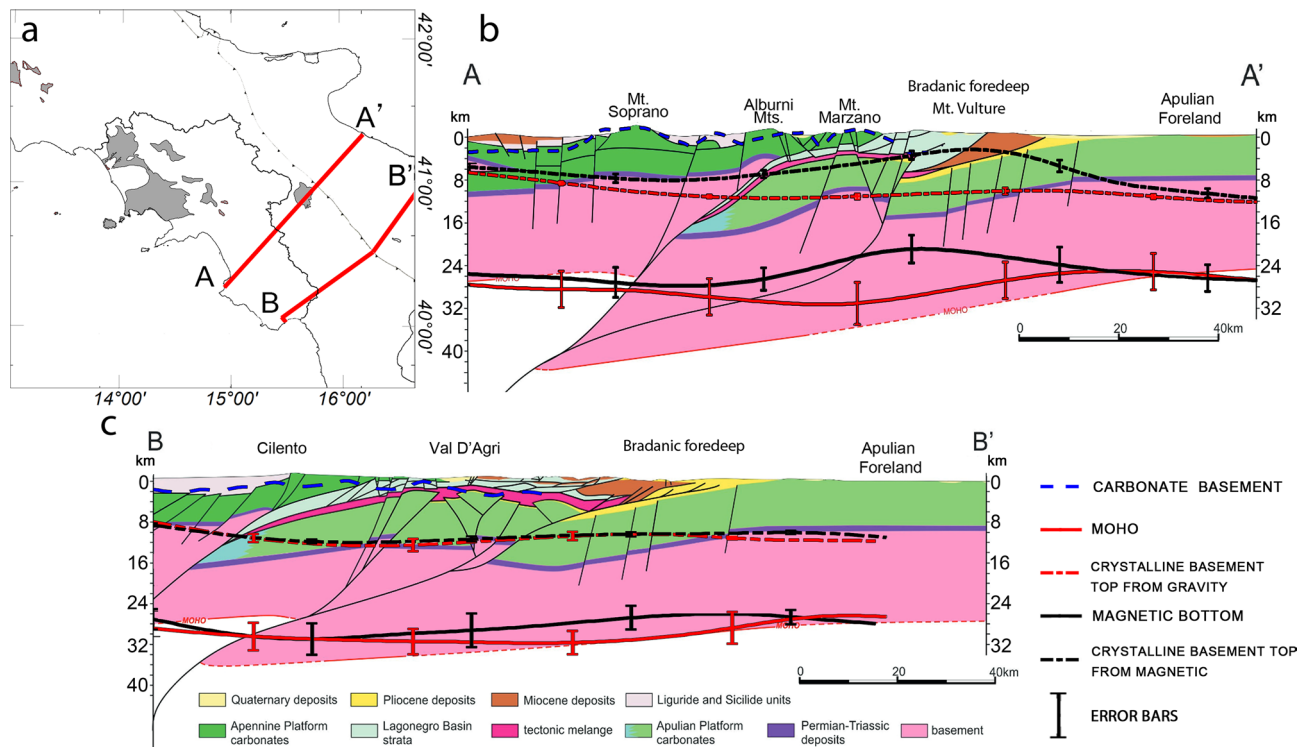 a
42°00'
41°00'
40°00'
14°00'
15°00'
16°00'
A
A'
B
B'
b
A
A'
Mt.
Soprano
Alburni
Mts.
Mt.
Marzano
Bradanic foredeep
Mt. Vulture
Apulian
Foreland
km
0
8
16
24
32
40
km
0
8
16
24
32
MOHO
MOHO
0
20
40km
c
B
B'
Cilento
Val D'Agri
Bradanic foredeep
Apulian
Foreland
km
0
8
16
24
32
40
km
0
8
16
24
32
MOHO
MOHO
0
20
40km
CARBONATE BASEMENT
MOHO
CRYSTALLINE BASEMENT
TOP FROM GRAVITY
MAGNETIC BOTTOM
CRYSTALLINE BASEMENT TOP
FROM MAGNETIC
ERROR BARS
Quaternary deposits
Pliocene deposits
Miocene deposits
Liguride and Sicilide units
Apennine Platform
carbonates
Lagonegro Basin
strata
tectonic melange
Apulian Platform
carbonates
Permian-Triassic
deposits
basement